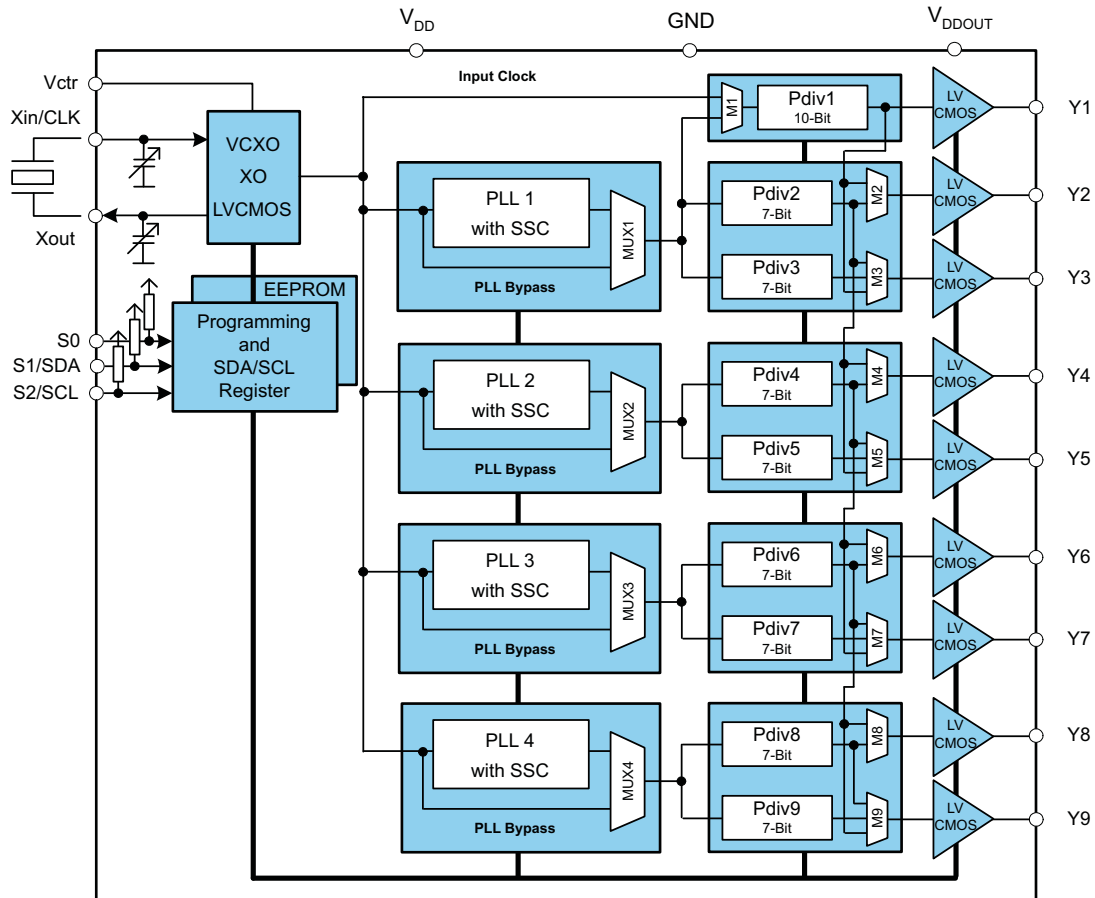 V_DD
GND
V_DDOUT
Vctr
Input Clock
Xin/CLK
VCXO
XO
LVCMOS
Xout
EEPROM
Programming
and
SDA/SCL
Register
S0
S1/SDA
S2/SCL
M1
Pdiv1
10-Bit
LV
CMOS
Y1
PLL 1
with SSC
MUX1
PLL Bypass
Pdiv2
7-Bit
M2
LV
CMOS
Y2
Pdiv3
7-Bit
M3
LV
CMOS
Y3
PLL 2
with SSC
MUX2
PLL Bypass
Pdiv4
7-Bit
M4
LV
CMOS
Y4
Pdiv5
7-Bit
M5
LV
CMOS
Y5
PLL 3
with SSC
MUX3
PLL Bypass
Pdiv6
7-Bit
M6
LV
CMOS
Y6
Pdiv7
7-Bit
M7
LV
CMOS
Y7
PLL 4
with SSC
MUX4
PLL Bypass
Pdiv8
7-Bit
M8
LV
CMOS
Y8
Pdiv9
7-Bit
M9
LV
CMOS
Y9